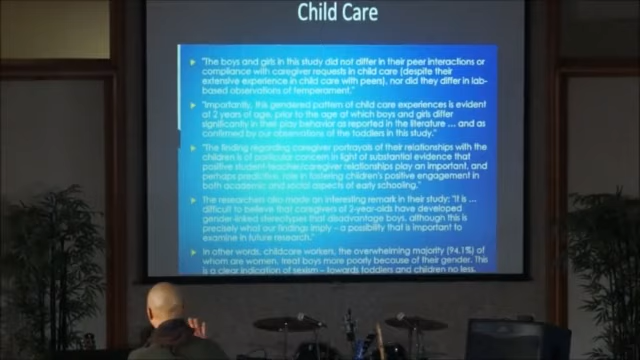 Child Care
"The boys and girls in this study did not differ in their peer interactions or
compliance with caregiver requests in child care (despite their
extensive experience in child care with peers), nor did they differ in lab-
based observations of temperament."
"Importantly, this gendered pattern of child care experiences is evident
at 2 years of age, prior to the age at which boys and girls differ
significantly in their play behavior as reported in the literature ... and as
confirmed by our observations of the toddlers in this study."
"The finding regarding caregiver portrayals of their relationships with the
children is of particular concern in light of substantial evidence that
positive student-teacher/caregiver relationships play an important, and
perhaps predictive, role in fostering children's positive engagement in
both academic and social aspects of early schooling."
The researchers also made an interesting remark in their study: "It is ...
difficult to believe that caregivers of 2-year-olds have developed
gender-linked stereotypes that disadvantage boys, although this is
precisely what our findings imply – a possibility that is important to
examine in future research."
In other words, childcare workers, the overwhelming majority (94.1%) of
whom are women, treat boys more poorly because of their gender. This
is a clear indication of sexism – towards toddlers and children no less.